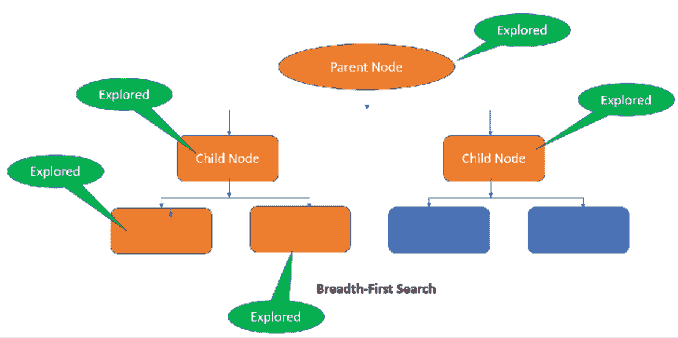 Explored
Parent Node
Explored
Explored
Child Node
Child Node
Explored
Breadth-First Search
Explored